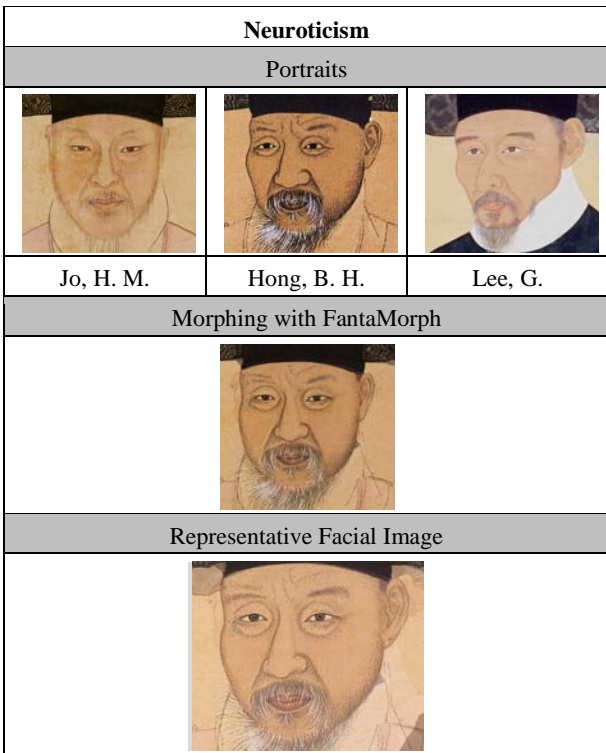 Neuroticism
Portraits
Jo, H. M.
Hong, B. H.
Lee, G.
Morphing with FantaMorph
Representative Facial Image